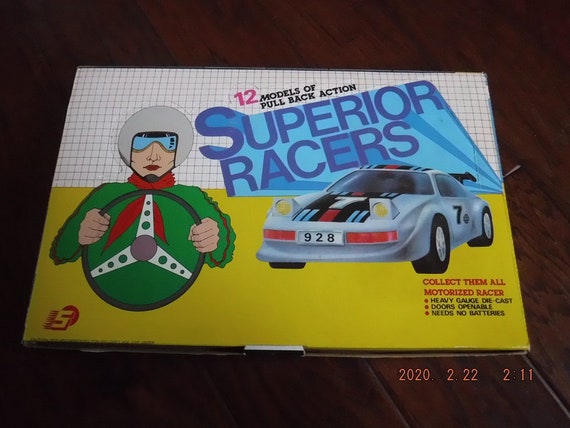 12 MODELS OF
PULL BACK ACTION
SUPERIOR
RACERS
7
7
928
COLLECT THEM ALL
MOTORIZED RACER
HEAVY GAUGE DIE-CAST
DOORS OPENABLE
NEEDS NO BATTERIES
2020. 2.22 2:11